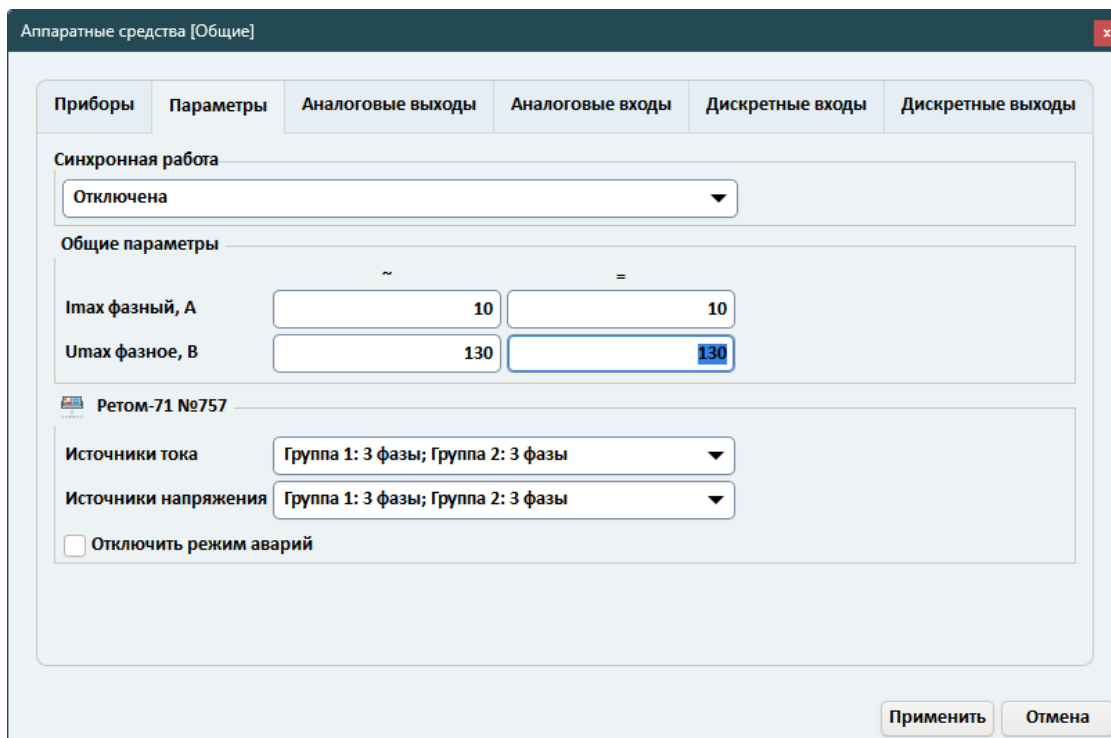 Аппаратные средства [Общие]
x
Приборы Параметры Аналоговые выходы Аналоговые входы Дискретные входы Дискретные выходы
Синхронная работа
Отключена
Общие параметры
~ =
Imax фазный, А 10 10
Umax фазное, В 130 130
Ретом-71 №757
Источники тока Группа 1: 3 фазы; Группа 2: 3 фазы
Источники напряжения Группа 1: 3 фазы; Группа 2: 3 фазы
Отключить режим аварий
Применить Отмена